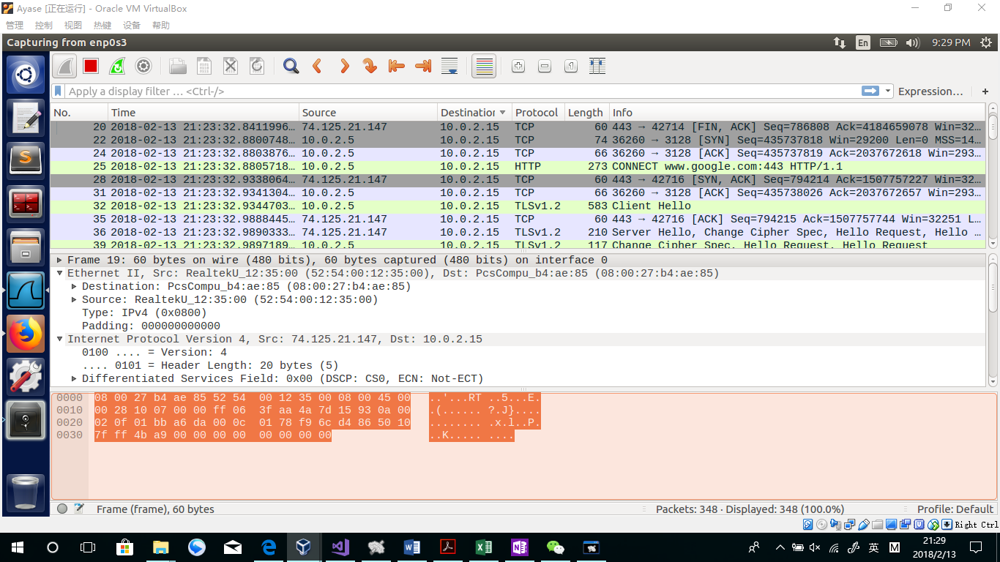 Ayase [正在运行] - Oracle VM VirtualBox
管理 控制 视图 热键 设备 帮助
Capturing from enp0s3 En 9:29 PM
Apply a display filter … <Ctrl-/> Expression… +
No. Time Source Destination Protocol Length Info
20 2018-02-13 21:23:32.8411996… 74.125.21.147 10.0.2.15 TCP 60 443 → 42714 [FIN, ACK] Seq=786808 Ack=4184659078 Win=32…
22 2018-02-13 21:23:32.8800748… 10.0.2.5 10.0.2.15 TCP 74 36260 → 3128 [SYN] Seq=435737818 Win=29200 Len=0 MSS=14…
24 2018-02-13 21:23:32.8803876… 10.0.2.5 10.0.2.15 TCP 66 36260 → 3128 [ACK] Seq=435737819 Ack=2037672618 Win=293…
25 2018-02-13 21:23:32.8805718… 10.0.2.5 10.0.2.15 HTTP 273 CONNECT www.google.com:443 HTTP/1.1
28 2018-02-13 21:23:32.9338064… 74.125.21.147 10.0.2.15 TCP 60 443 → 42716 [SYN, ACK] Seq=794214 Ack=1507757227 Win=32…
31 2018-02-13 21:23:32.9341304… 10.0.2.5 10.0.2.15 TCP 66 36260 → 3128 [ACK] Seq=435738026 Ack=2037672657 Win=293…
32 2018-02-13 21:23:32.9344703… 10.0.2.5 10.0.2.15 TLSv1.2 583 Client Hello
35 2018-02-13 21:23:32.9888445… 74.125.21.147 10.0.2.15 TCP 60 443 → 42716 [ACK] Seq=794215 Ack=1507757744 Win=32251 L…
36 2018-02-13 21:23:32.9890333… 74.125.21.147 10.0.2.15 TLSv1.2 210 Server Hello, Change Cipher Spec, Hello Request, Hello …
39 2018-02-13 21:23:32.9897189… 10.0.2.5 10.0.2.15 TLSv1.2 117 Change Cipher Spec, Hello Request, Hello Request
Frame 19: 60 bytes on wire (480 bits), 60 bytes captured (480 bits) on interface 0
Ethernet II, Src: RealtekU_12:35:00 (52:54:00:12:35:00), Dst: PcsCompu_b4:ae:85 (08:00:27:b4:ae:85)
Destination: PcsCompu_b4:ae:85 (08:00:27:b4:ae:85)
Source: RealtekU_12:35:00 (52:54:00:12:35:00)
Type: IPv4 (0x0800)
Padding: 000000000000
Internet Protocol Version 4, Src: 74.125.21.147, Dst: 10.0.2.15
0100 .... = Version: 4
.... 0101 = Header Length: 20 bytes (5)
Differentiated Services Field: 0x00 (DSCP: CS0, ECN: Not-ECT)
0000 08 00 27 b4 ae 85 52 54 00 12 35 00 08 00 45 00 ..'...RT ..5...E.
0010 00 28 10 07 00 00 ff 06 3f aa 4a 7d 15 93 0a 00 .(...... ?.J}....
0020 02 0f 01 bb a6 da 00 0c 01 78 f9 6c d4 86 50 10 ........ .x.l..P.
0030 7f ff 4b a9 00 00 00 00 00 00 00 00 ..K..... ....
Frame (frame), 60 bytes Packets: 348 · Displayed: 348 (100.0%) Profile: Default
Right Ctrl
英 M 21:29
2018/2/13